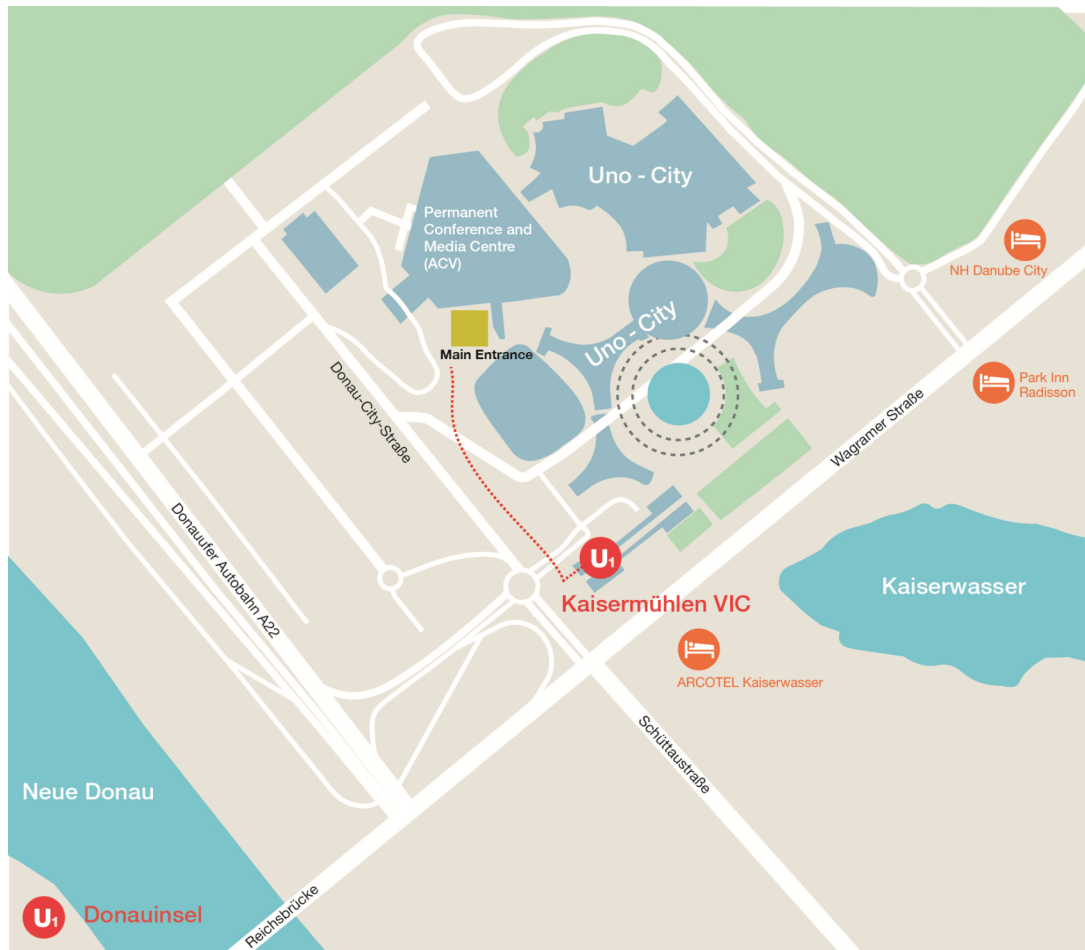 Uno - City
Permanent
Conference and
Media Centre
(ACV)
NH Danube City
Uno - City
Main Entrance
Park Inn
Radisson
Donau-City-Straße
Wagramer Straße
Donauufer Autobahn A22
U1
Kaisermühlen VIC
Kaiserwasser
ARCOTEL Kaiserwasser
Schüttaustraße
Neue Donau
Reichsbrücke
U1
Donauinsel